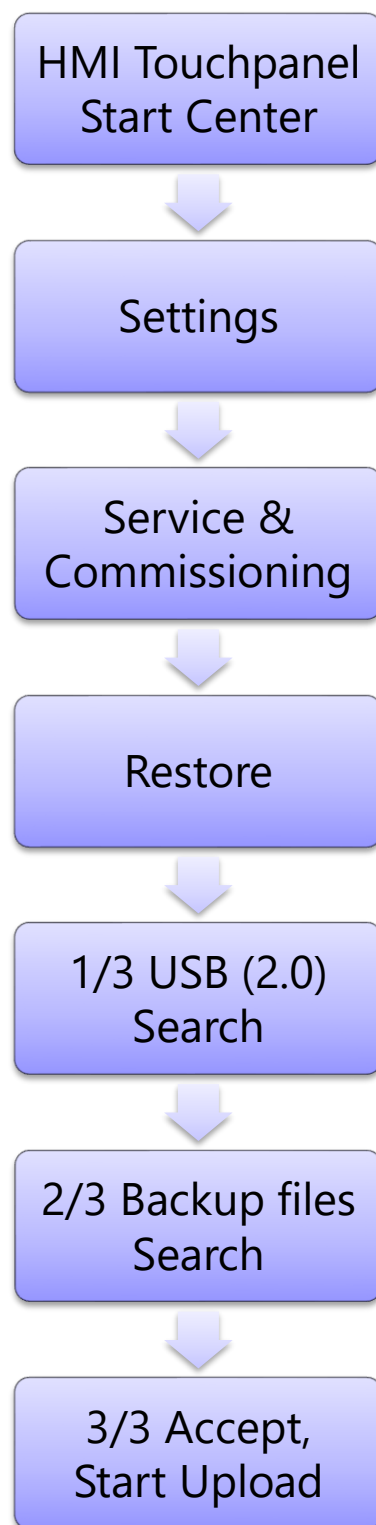 HMI Touchpanel
Start Center
Settings
Service &
Commissioning
Restore
1/3 USB (2.0)
Search
2/3 Backup files
Search
3/3 Accept,
Start Upload